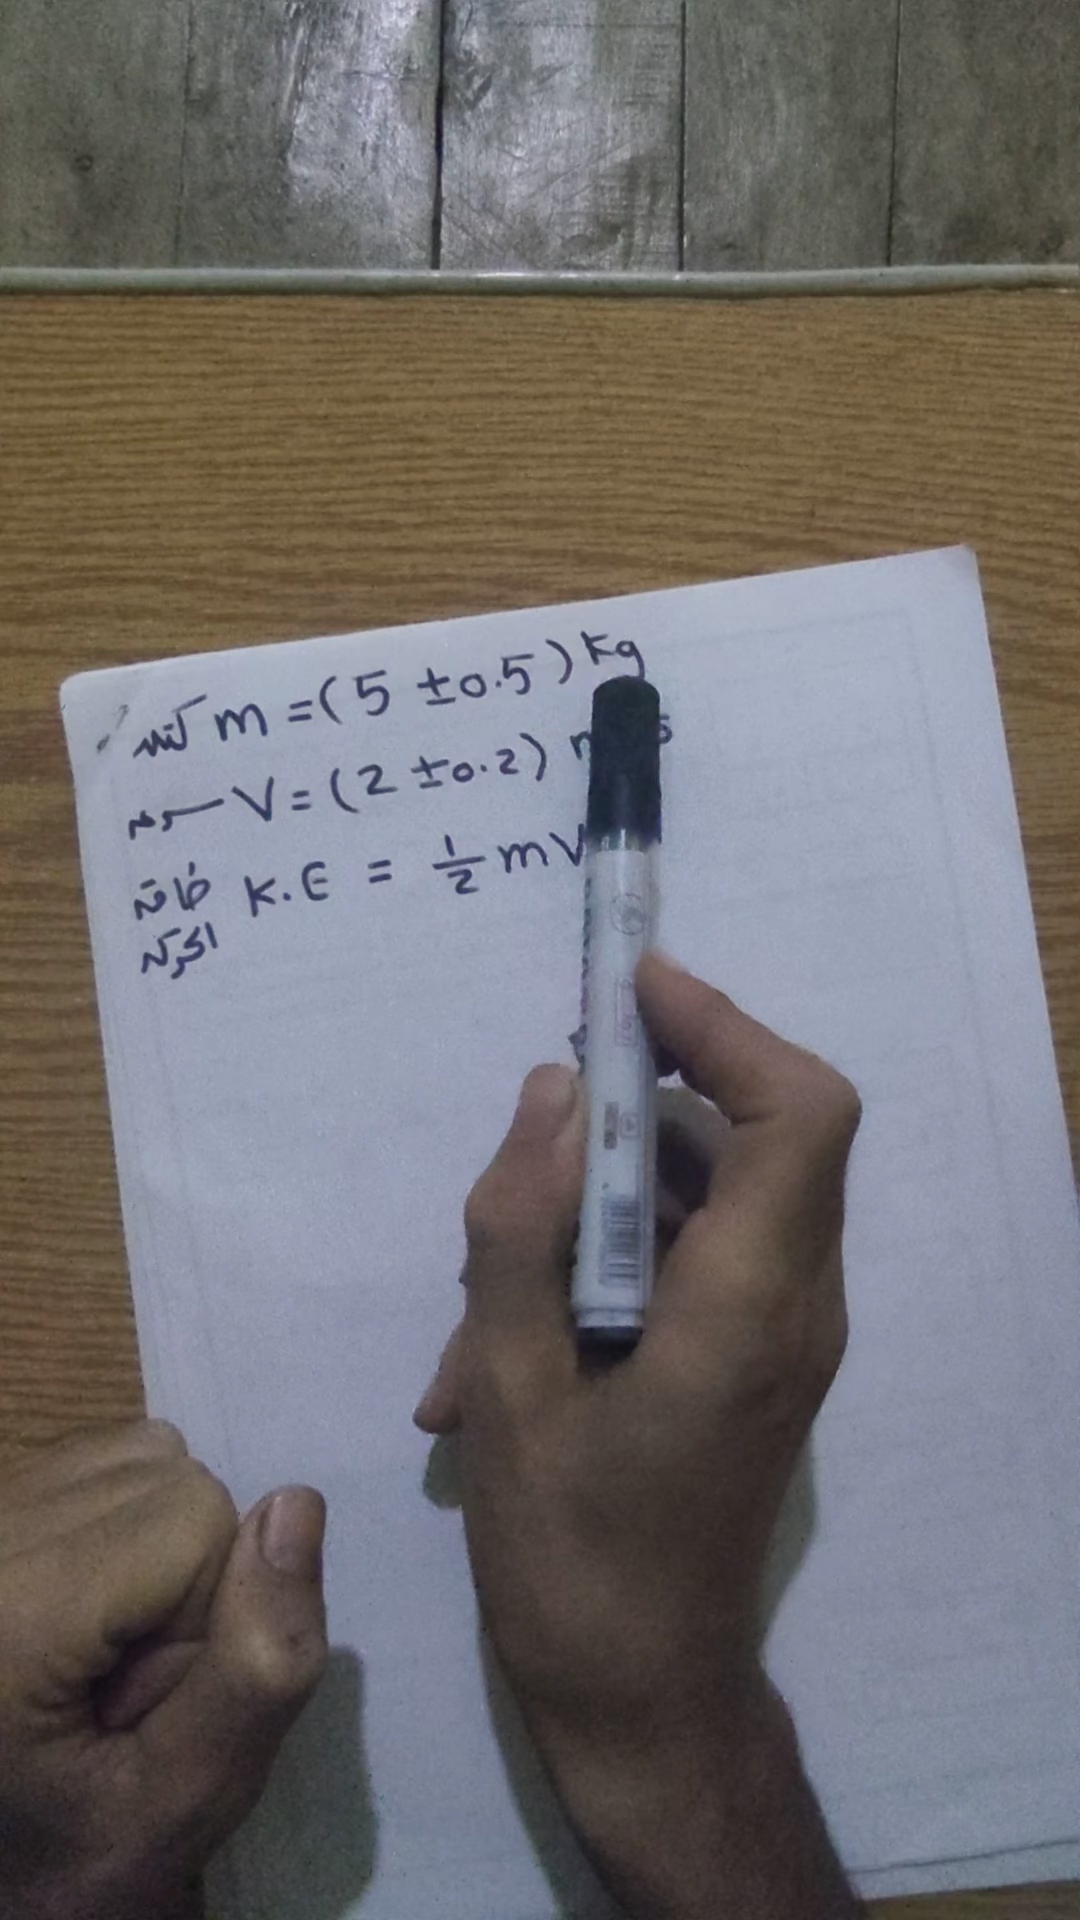 كتلة m = (5 ±0.5) kg
سرعة V = (2 ±0.2)
طاقة K.E = 1/2 mV
الحركة